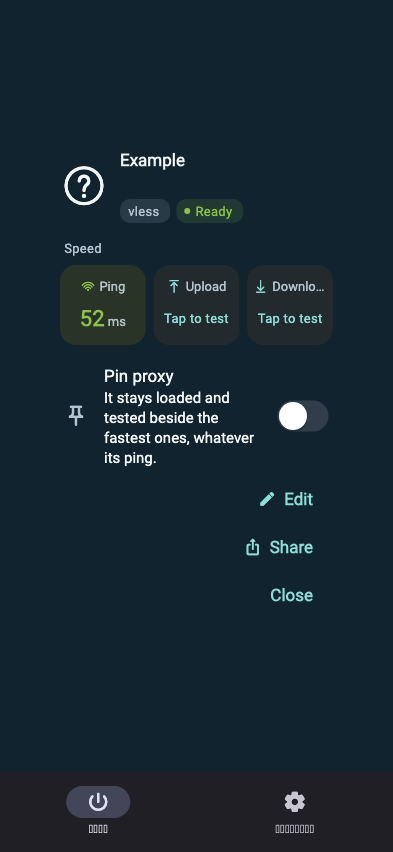 Example
vless
Ready
Speed
Ping
Upload
Downlo...
52 ms
Tap to test
Tap to test
Pin proxy
It stays loaded and
tested beside the
fastest ones, whatever
its ping.
Edit
Share
Close